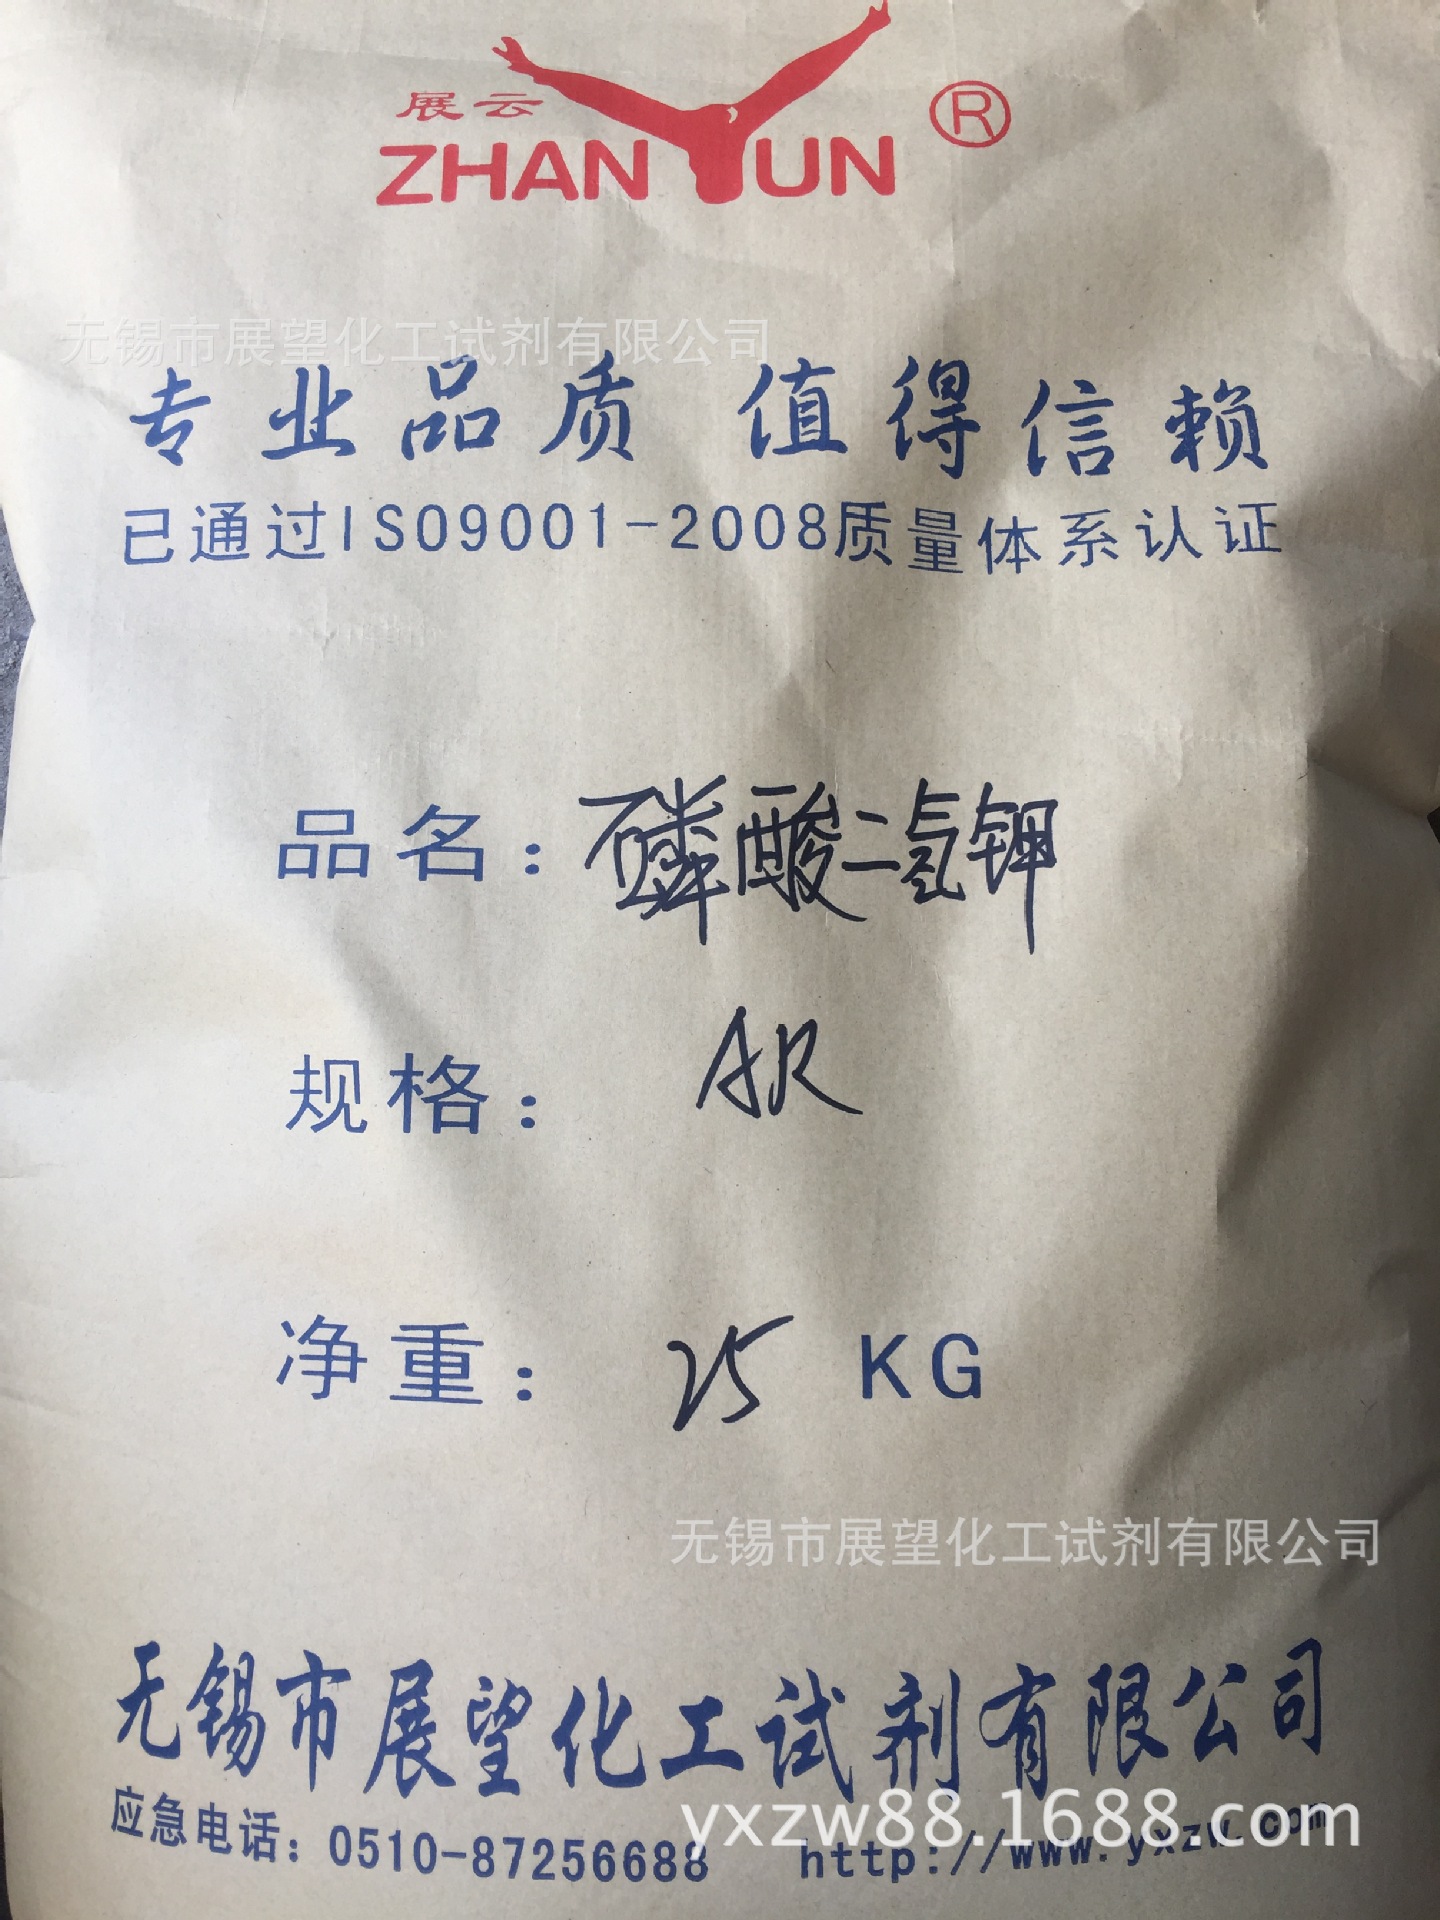 展云
ZHANYUN ®
无锡市展望化工试剂有限公司
专业品质 值得信赖
已通过ISO9001-2008质量体系认证
品名：磷酸二氢钾
规格：AR
净重：25 KG
无锡市展望化工试剂有限公司
无锡市展望化工试剂有限公司
yxzw88.1688.com
应急电话：0510-87256688 http://www.yxzw.com